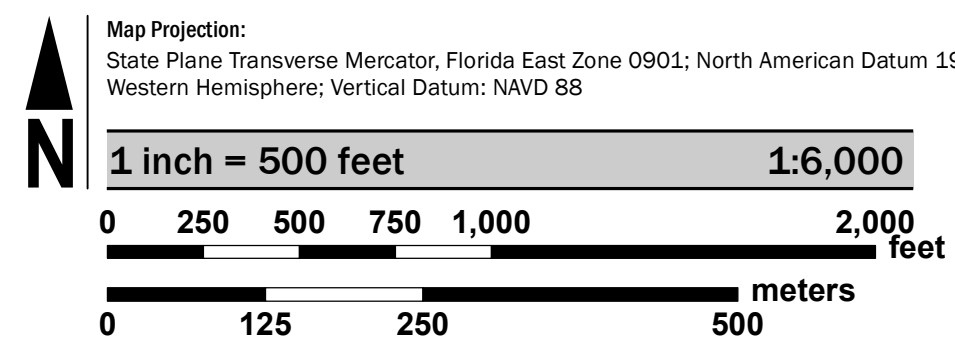 Map Projection:
State Plane Transverse Mercator, Florida East Zone 0901; North American Datum 19
Western Hemisphere; Vertical Datum: NAVD 88
N
1 inch = 500 feet 1:6,000
0 250 500 750 1,000 2,000
feet
meters
0 125 250 500